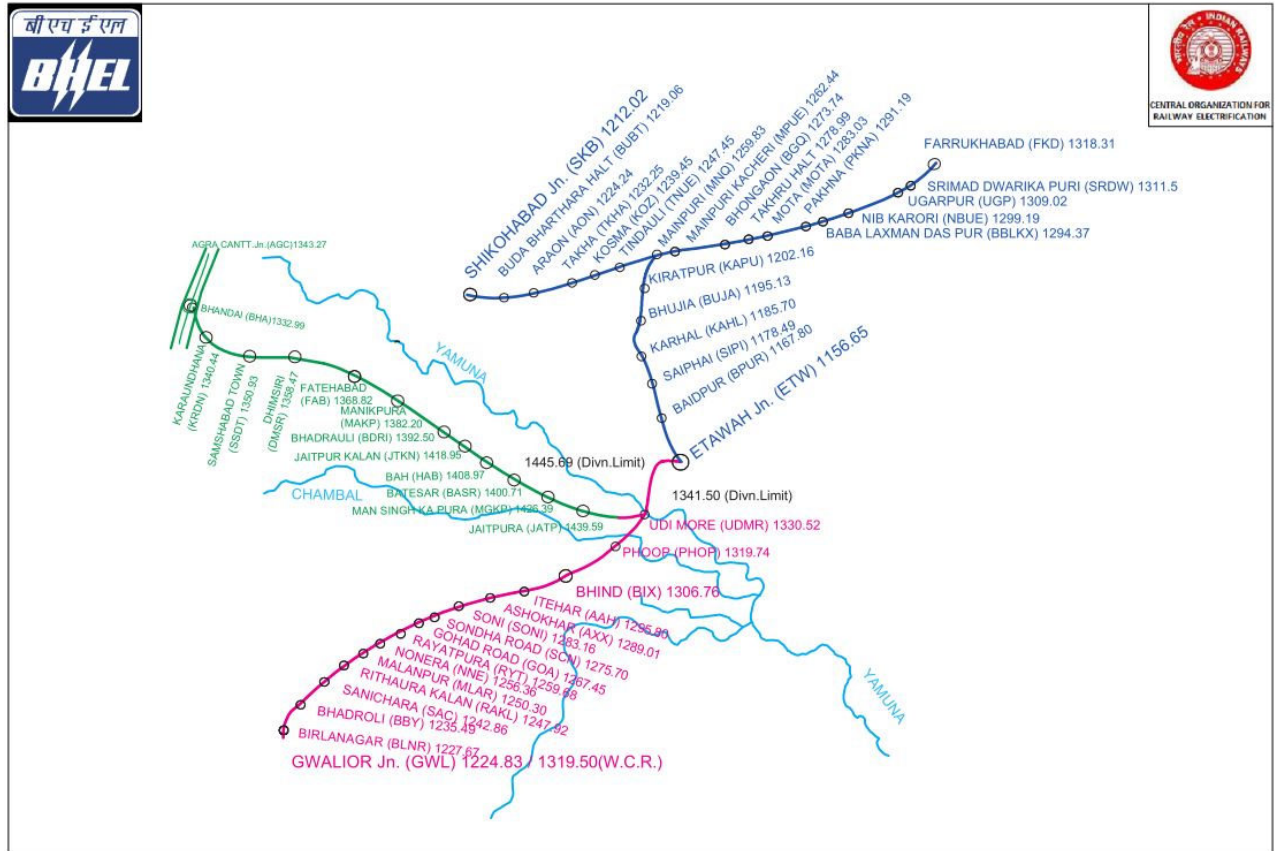 बी एच ई एल
BHEL
भारतीय रेल
INDIAN RAILWAYS
CENTRAL ORGANIZATION FOR
RAILWAY ELECTRIFICATION
SHIKOHABAD Jn. (SKB) 1212.02
BUDA BHARTHARA HALT (BUBT) 1219.06
ARAON (AON) 1224.24
TAKHA (TKHA) 1232.25
KOSMA (KOZ) 1239.45
TINDAULI (TNUE) 1247.45
MAINPURI (MNQ) 1259.83
MAINPURI KACHERI (MPUE) 1262.44
BHONGAON (BGQ) 1273.74
TAKHRU HALT 1278.99
MOTA (MOTA) 1283.03
PAKHNA (PKNA) 1291.19
FARRUKHABAD (FKD) 1318.31
SRIMAD DWARIKA PURI (SRDW) 1311.5
UGARPUR (UGP) 1309.02
NIB KARORI (NBUE) 1299.19
BABA LAXMAN DAS PUR (BBLKX) 1294.37
KIRATPUR (KAPU) 1202.16
BHUJIA (BUJA) 1195.13
KARHAL (KAHL) 1185.70
SAIPHAI (SIPI) 1178.49
BAIDPUR (BPUR) 1167.80
ETAWAH Jn. (ETW) 1156.65
AGRA CANTT.Jn.(AGC)1343.27
BHANDAI (BHA)1332.99
KARAUNDHANA
(KRDN) 1340.44
SAMSHABAD TOWN
(SSDT) 1350.93
DHIMSIRI
(DMSR) 1358.47
FATEHABAD
(FAB) 1368.82
MANIKPURA
(MAKP) 1382.20
BHADRAULI (BDRI) 1392.50
JAITPUR KALAN (JTKN) 1418.95
BAH (HAB) 1408.97
BATESAR (BASR) 1400.71
MAN SINGH KA PURA (MGKP) 1426.39
JAITPURA (JATP) 1439.59
YAMUNA
CHAMBAL
1445.69 (Divn.Limit)
1341.50 (Divn.Limit)
UDI MORE (UDMR) 1330.52
PHOOP (PHOP) 1319.74
BHIND (BIX) 1306.76
ITEHAR (AAH) 1295.80
ASHOKHAR (AXX) 1289.01
SONI (SONI) 1283.16
SONDHA ROAD (SCN) 1275.70
GOHAD ROAD (GOA) 1267.45
RAYATPURA (RYT) 1259.68
NONERA (NNE) 1256.36
MALANPUR (MLAR) 1250.30
RITHAURA KALAN (RAKL) 1247.92
SANICHARA (SAC) 1242.86
BHADROLI (BBY) 1235.49
BIRLANAGAR (BLNR) 1227.67
GWALIOR Jn. (GWL) 1224.83 / 1319.50(W.C.R.)
YAMUNA